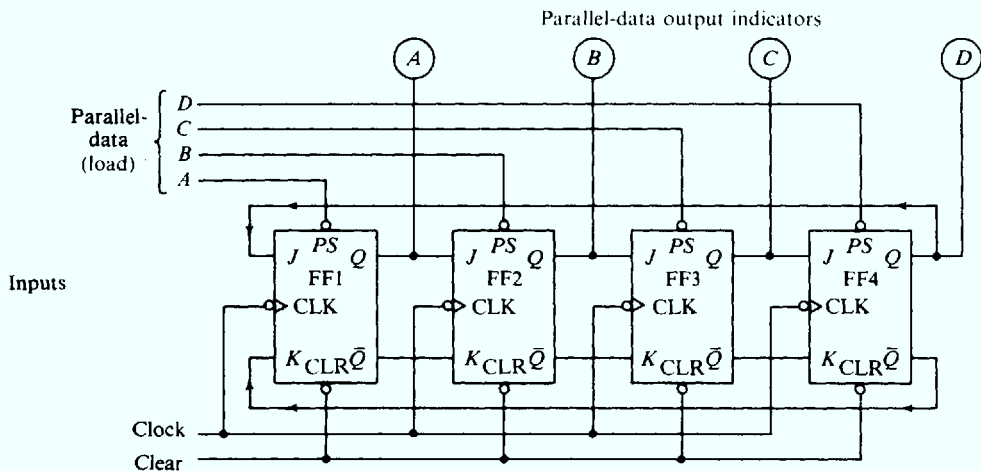 Parallel-data output indicators
A B C D
Parallel-
data
(load)
D
C
B
A
Inputs
J PS Q
FF1
CLK
K CLR Q̄
J PS Q
FF2
CLK
K CLR Q̄
J PS Q
FF3
CLK
K CLR Q̄
J PS Q
FF4
CLK
K CLR Q̄
Clock
Clear